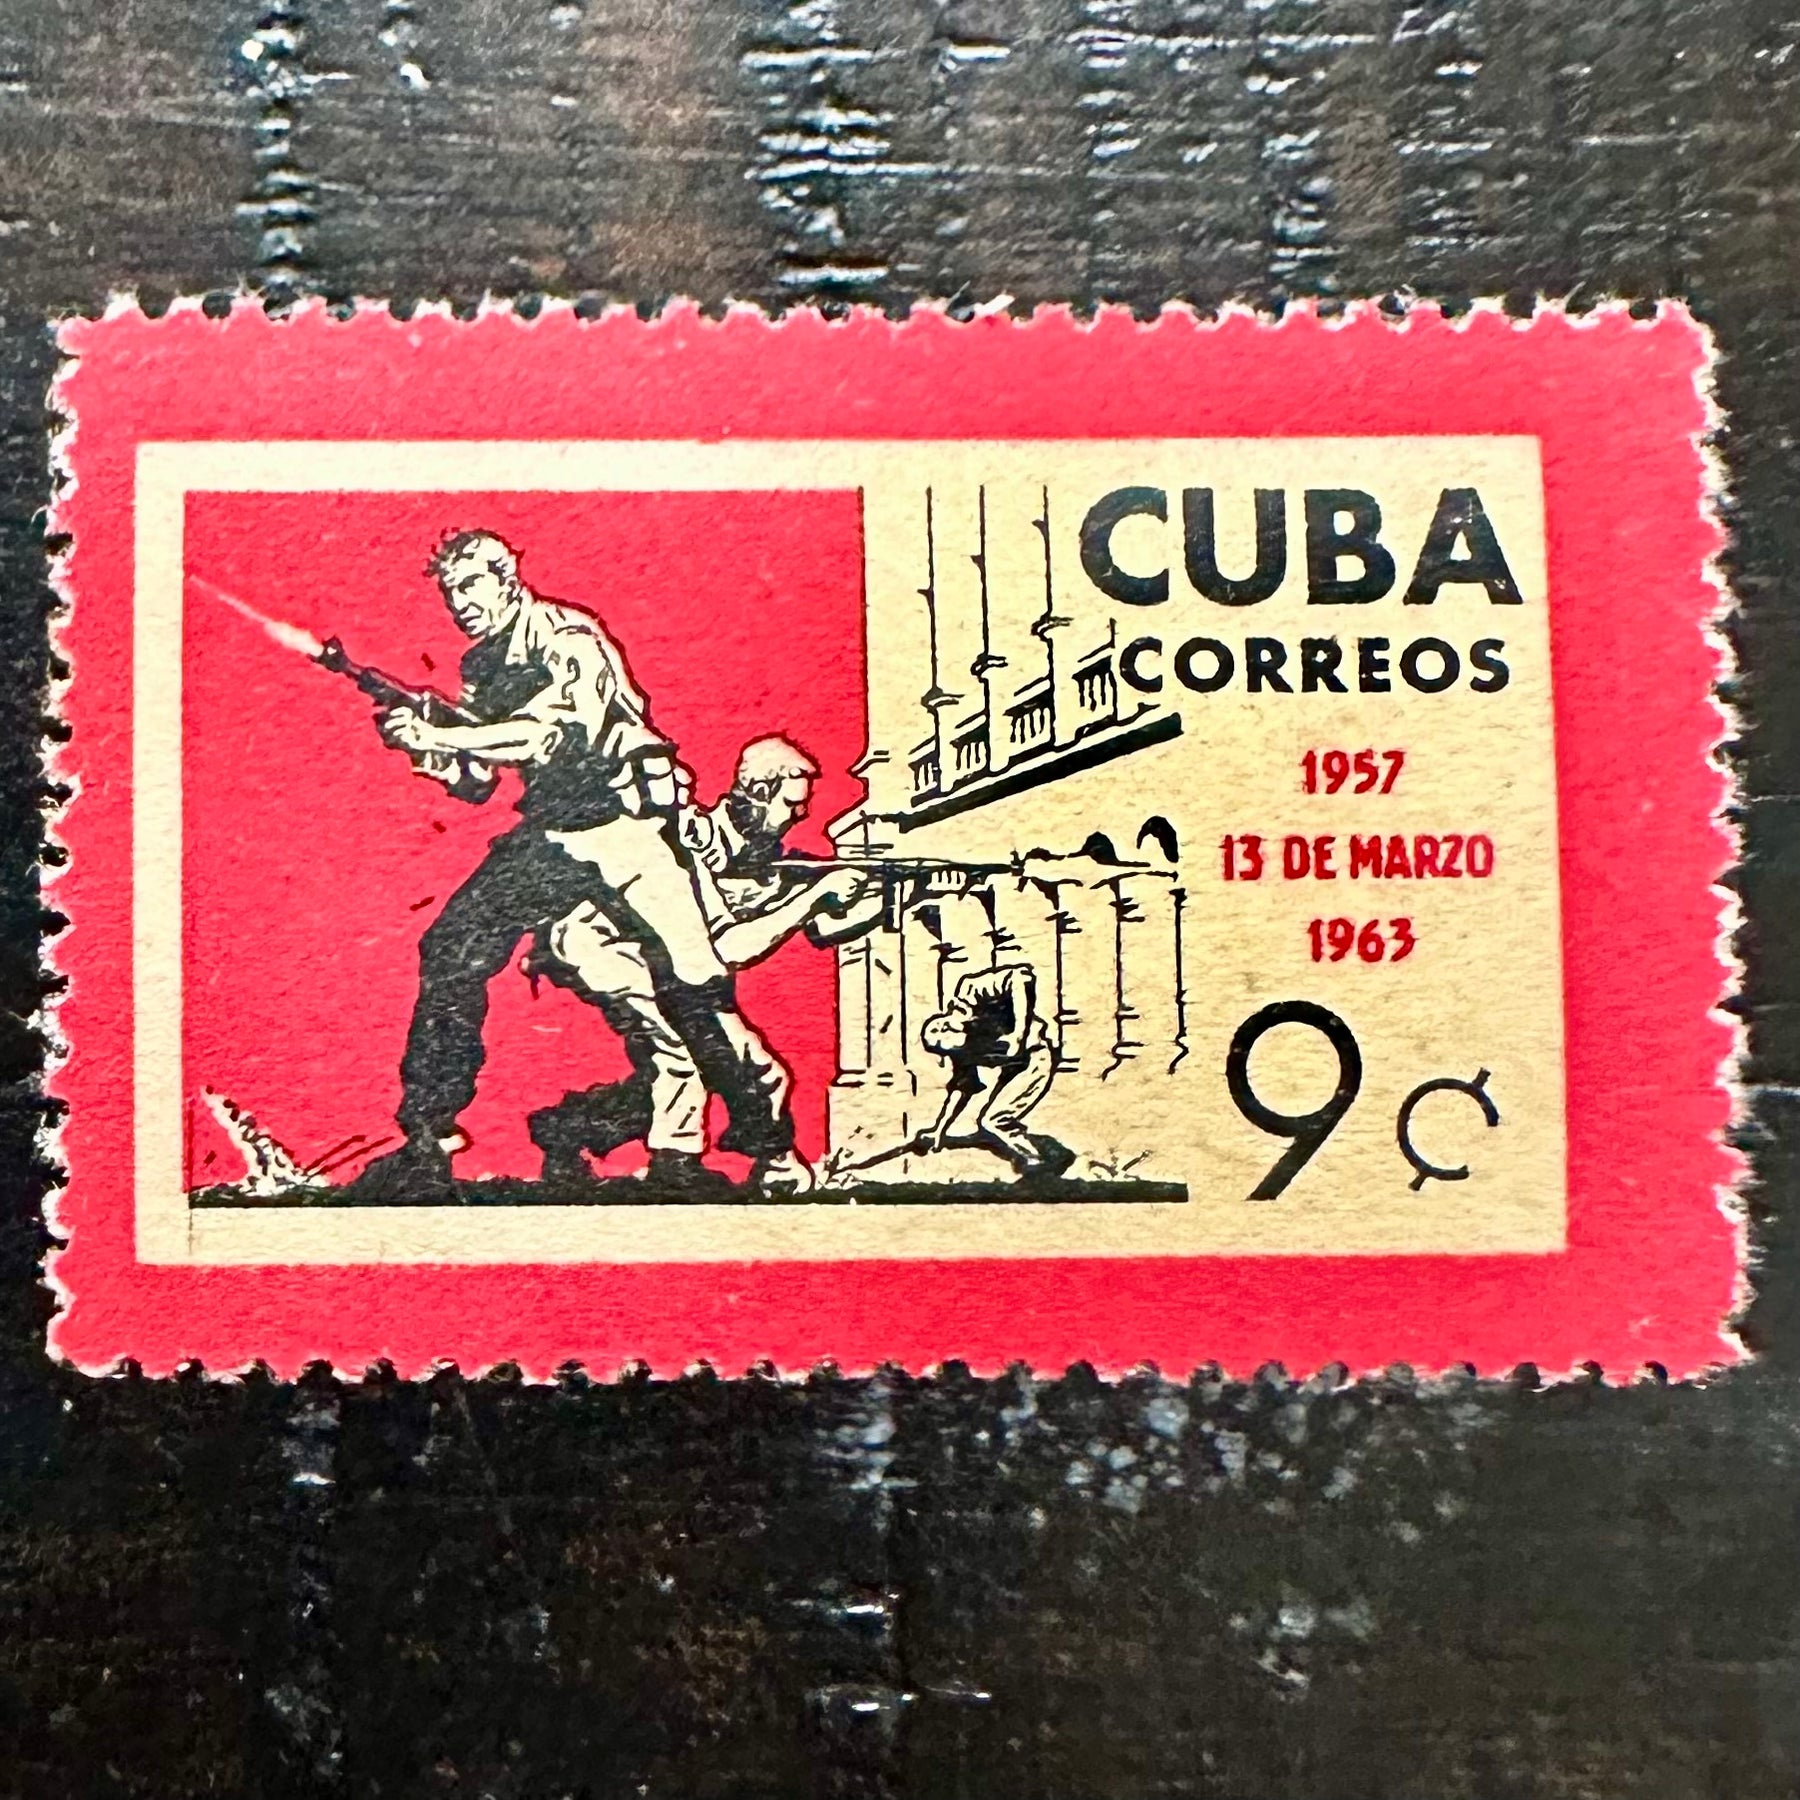 CUBA
CORREOS
1957
13 DE MARZO
1963
9¢